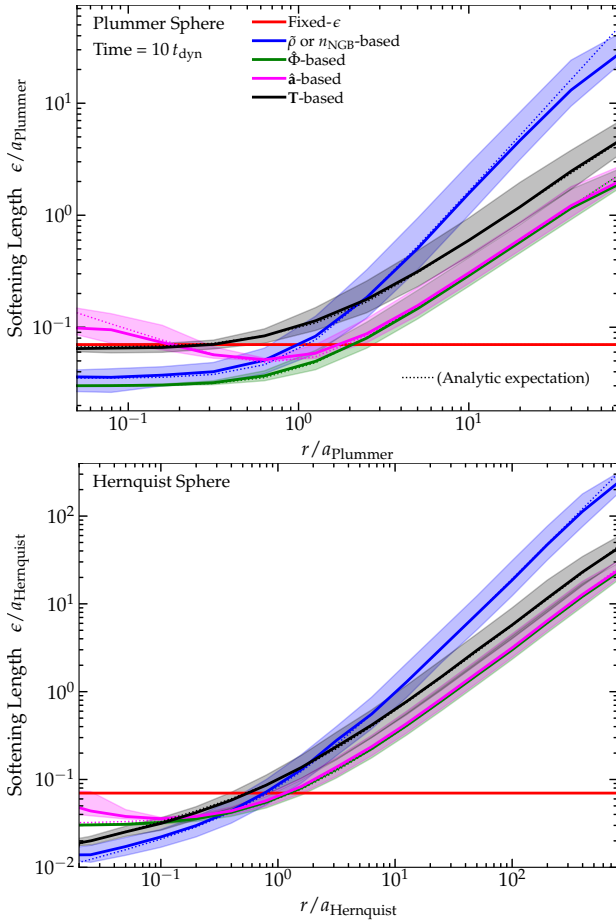 Plummer Sphere
Time = 10 t_dyn
Fixed-ϵ
ρ̃ or n_NGB-based
Φ̂-based
â-based
T-based
(Analytic expectation)
Softening Length ϵ/a_Plummer
10^1
10^0
10^-1
10^-1
10^0
10^1
r/a_Plummer
Hernquist Sphere
Softening Length ϵ/a_Hernquist
10^2
10^1
10^0
10^-1
10^-2
10^-1
10^0
10^1
10^2
r/a_Hernquist